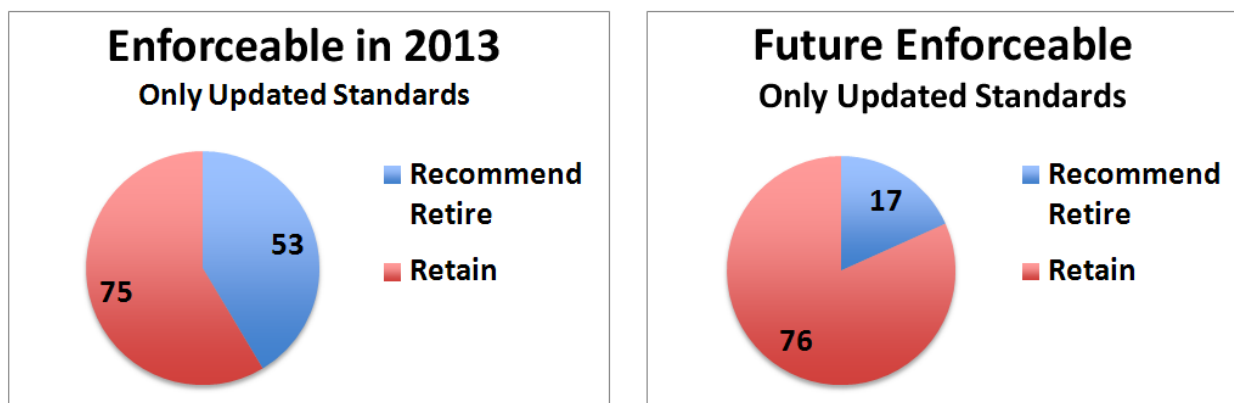 Enforceable in 2013
Only Updated Standards
53
75
Recommend
Retire
Retain
Future Enforceable
Only Updated Standards
17
76
Recommend
Retire
Retain